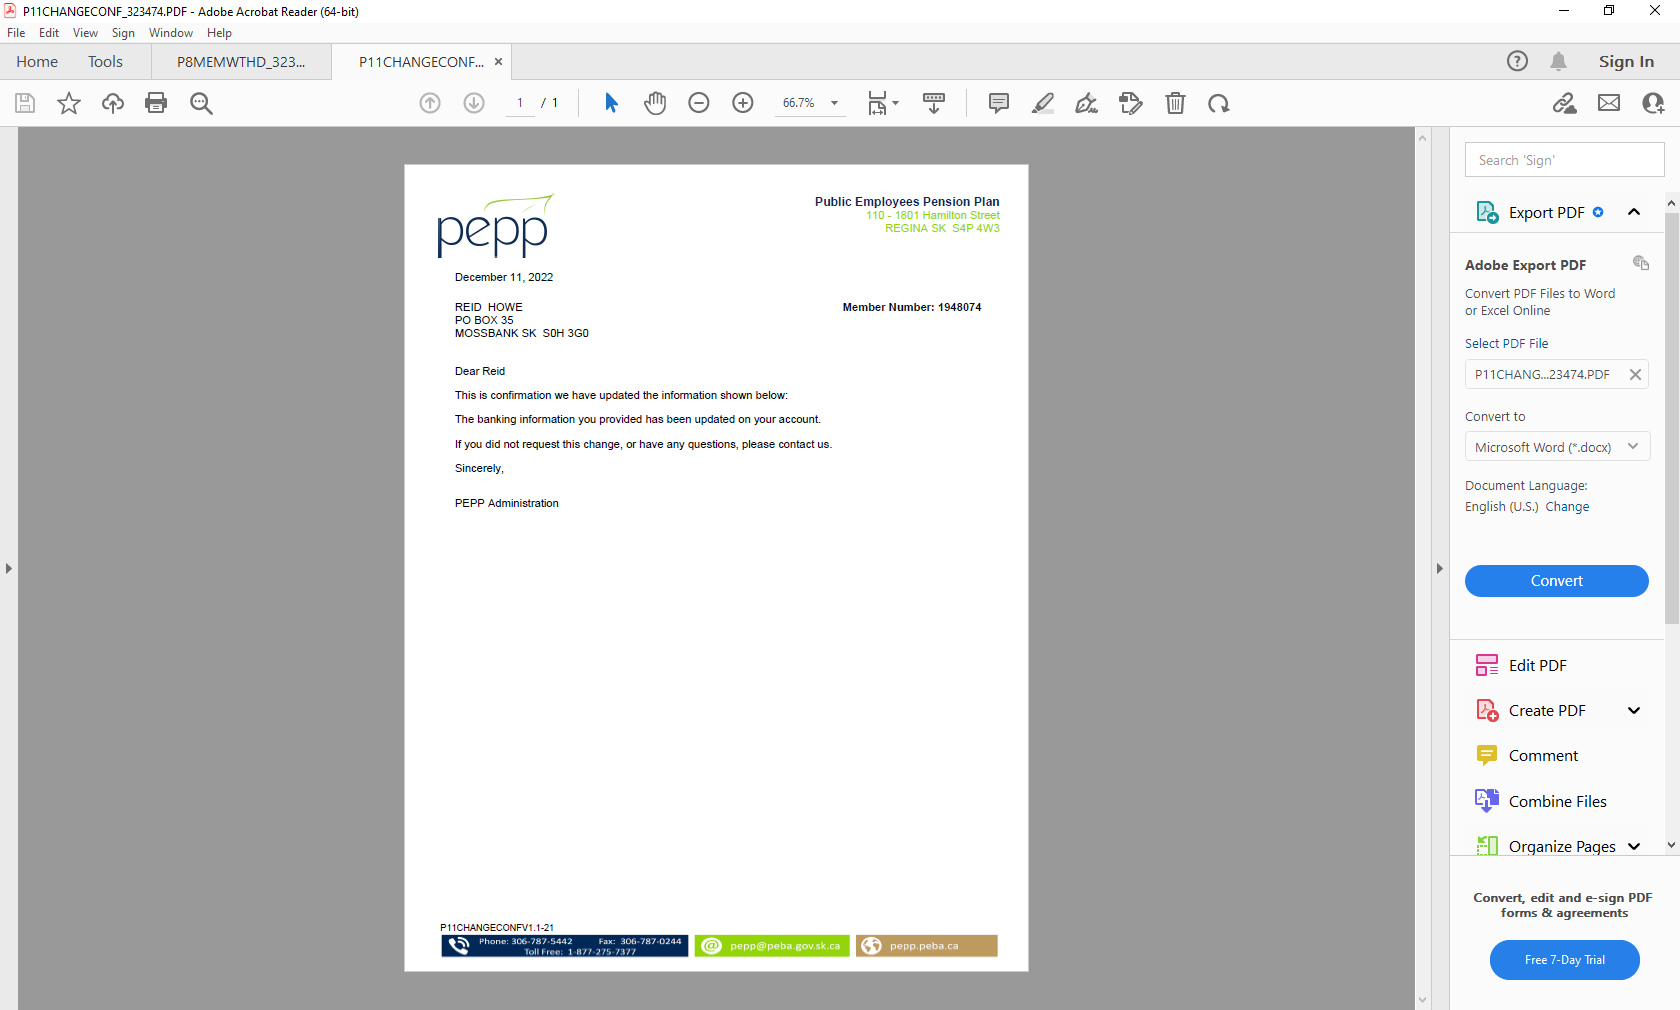 P11CHANGECONF_323474.PDF - Adobe Acrobat Reader (64-bit)
File Edit View Sign Window Help
Home Tools P8MEMWTHD_323... P11CHANGECONF... Sign In
1 / 1 66.7%
Search 'Sign'
Export PDF
Adobe Export PDF
Convert PDF Files to Word
or Excel Online
Select PDF File
P11CHANG...23474.PDF
Convert to
Microsoft Word (*.docx)
Document Language:
English (U.S.) Change
Convert
Edit PDF
Create PDF
Comment
Combine Files
Organize Pages
Convert, edit and e-sign PDF
forms & agreements
Free 7-Day Trial
pepp
Public Employees Pension Plan
110 - 1801 Hamilton Street
REGINA SK S4P 4W3
December 11, 2022
REID HOWE
PO BOX 35
MOSSBANK SK S0H 3G0
Member Number: 1948074
Dear Reid
This is confirmation we have updated the information shown below:
The banking information you provided has been updated on your account.
If you did not request this change, or have any questions, please contact us.
Sincerely,
PEPP Administration
P11CHANGECONFV1.1-21
Phone: 306-787-5442 Fax: 306-787-0244
Toll Free: 1-877-275-7377
pepp@peba.gov.sk.ca
pepp.peba.ca